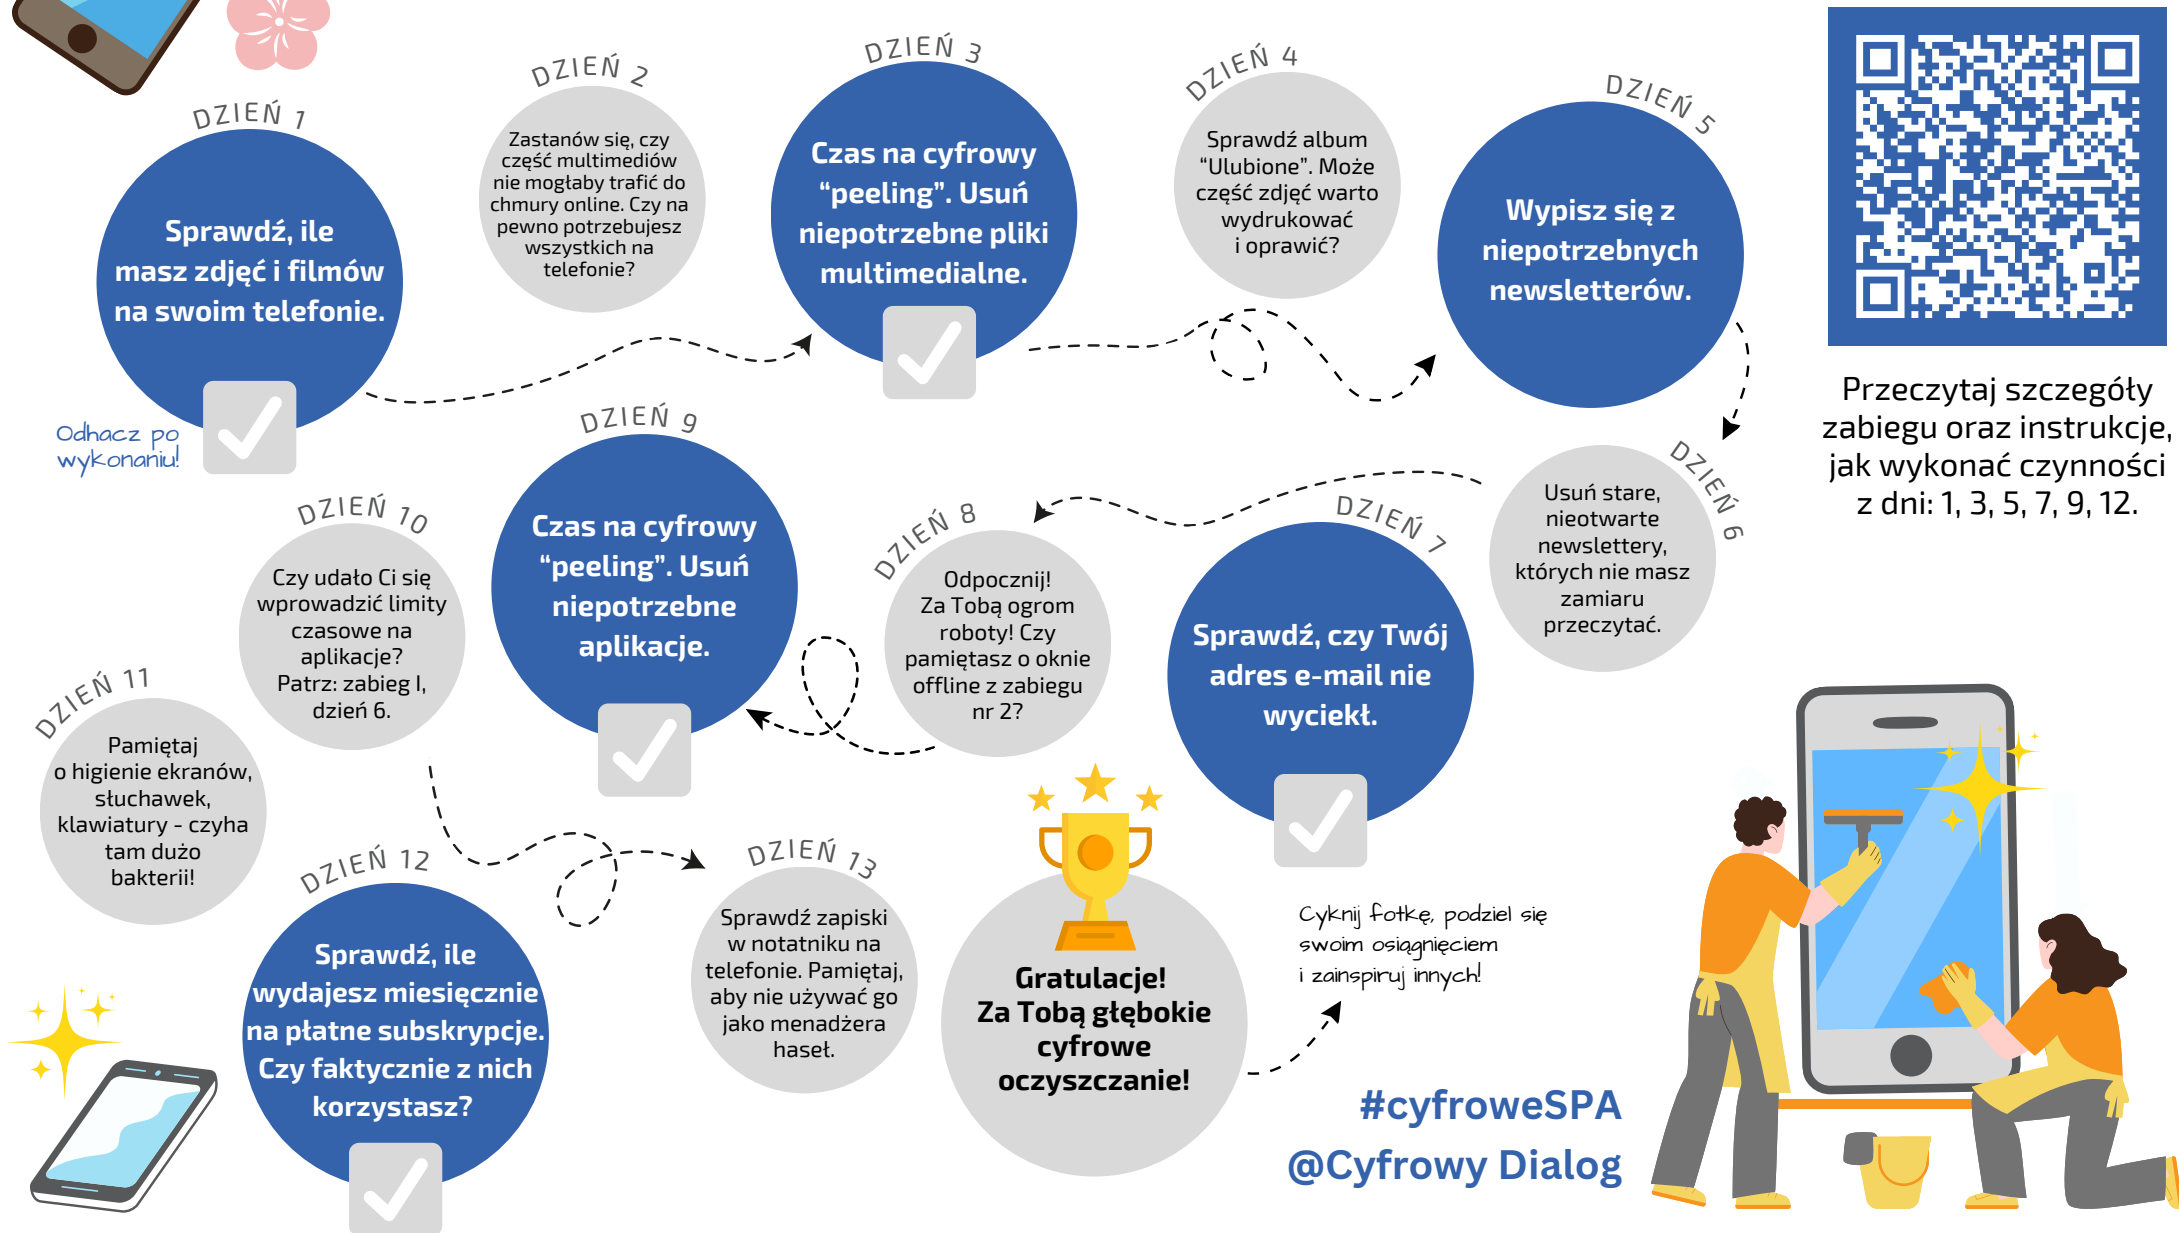 DZIEŃ 1
Sprawdź, ile
masz zdjęć i filmów
na swoim telefonie.
Odhacz po
wykonaniu!
DZIEŃ 2
Zastanów się, czy
część multimediów
nie mogłaby trafić do
chmury online. Czy na
pewno potrzebujesz
wszystkich na
telefonie?
DZIEŃ 3
Czas na cyfrowy
“peeling”. Usuń
niepotrzebne pliki
multimedialne.
DZIEŃ 4
Sprawdź album
“Ulubione”. Może
część zdjęć warto
wydrukować
i oprawić?
DZIEŃ 5
Wypisz się z
niepotrzebnych
newsletterów.
Przeczytaj szczegóły
zabiegu oraz instrukcje,
jak wykonać czynności
z dni: 1, 3, 5, 7, 9, 12.
DZIEŃ 6
Usuń stare,
nieotwarte
newslettery,
których nie masz
zamiaru
przeczytać.
DZIEŃ 7
Sprawdź, czy Twój
adres e-mail nie
wyciekł.
DZIEŃ 8
Odpocznij!
Za Tobą ogrom
roboty! Czy
pamiętasz o oknie
offline z zabiegu
nr 2?
DZIEŃ 9
Czas na cyfrowy
“peeling”. Usuń
niepotrzebne
aplikacje.
DZIEŃ 10
Czy udało Ci się
wprowadzić limity
czasowe na
aplikacje?
Patrz: zabieg I,
dzień 6.
DZIEŃ 11
Pamiętaj
o higienie ekranów,
słuchawek,
klawiatury - czyha
tam dużo
bakterii!
DZIEŃ 12
Sprawdź, ile
wydajesz miesięcznie
na płatne subskrypcje.
Czy faktycznie z nich
korzystasz?
DZIEŃ 13
Sprawdź zapiski
w notatniku na
telefonie. Pamiętaj,
aby nie używać go
jako menadżera
haseł.
Gratulacje!
Za Tobą głębokie
cyfrowe
oczyszczanie!
Cyknij fotkę, podziel się
swoim osiągnięciem
i zainspiruj innych!
#cyfroweSPA
@Cyfrowy Dialog